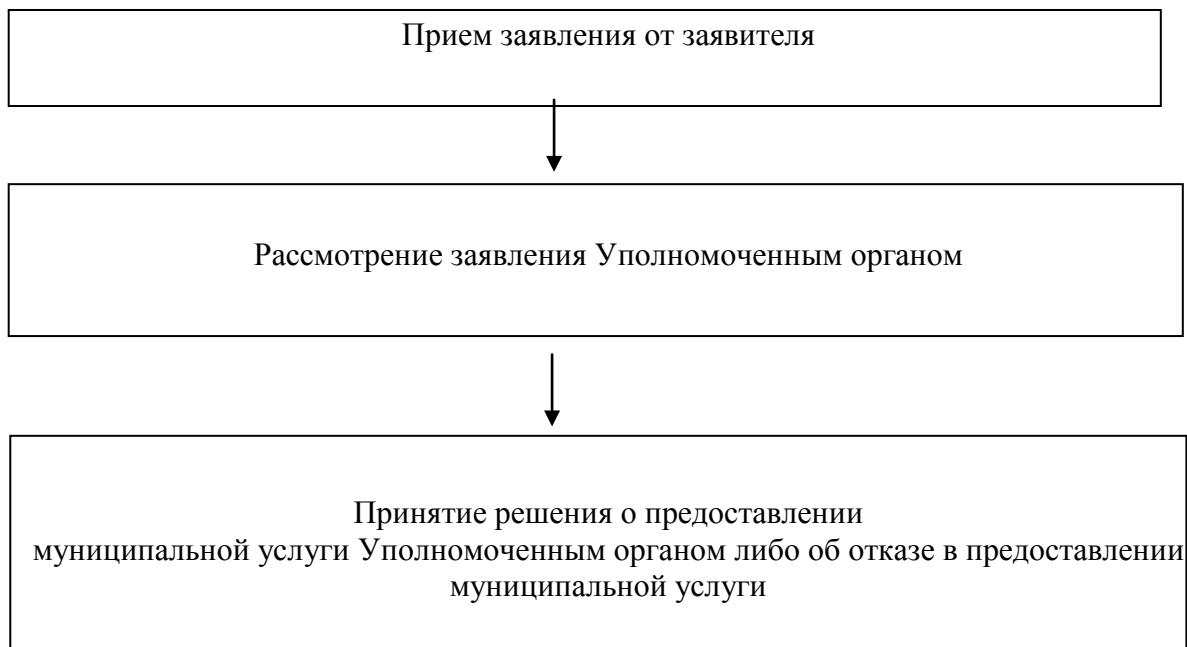 Прием заявления от заявителя
Рассмотрение заявления Уполномоченным органом
Принятие решения о предоставлении
муниципальной услуги Уполномоченным органом либо об отказе в предоставлении
муниципальной услуги